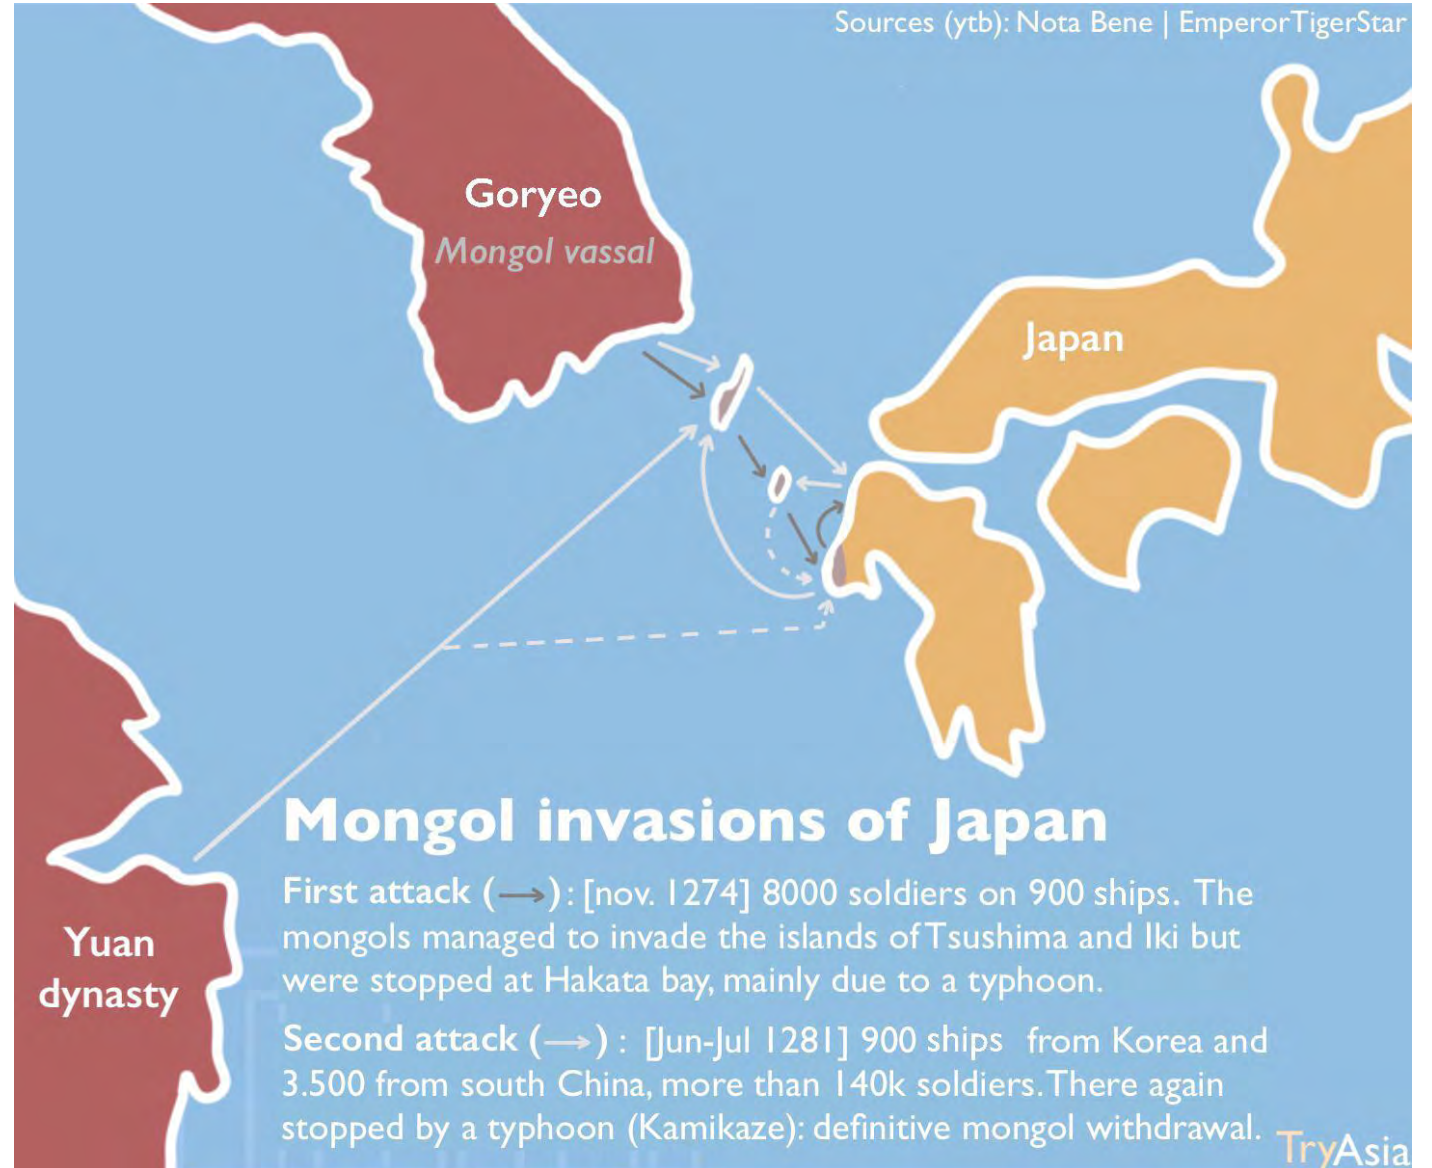 Sources (ytb): Nota Bene | EmperorTigerStar
Goryeo
Mongol vassal
Japan
Mongol invasions of Japan
First attack (→): [nov. 1274] 8000 soldiers on 900 ships. The
mongols managed to invade the islands of Tsushima and Iki but
were stopped at Hakata bay, mainly due to a typhoon.
Yuan
dynasty
Second attack (→) : [Jun-Jul 1281] 900 ships from Korea and
3.500 from south China, more than 140k soldiers. There again
stopped by a typhoon (Kamikaze): definitive mongol withdrawal.
TryAsia